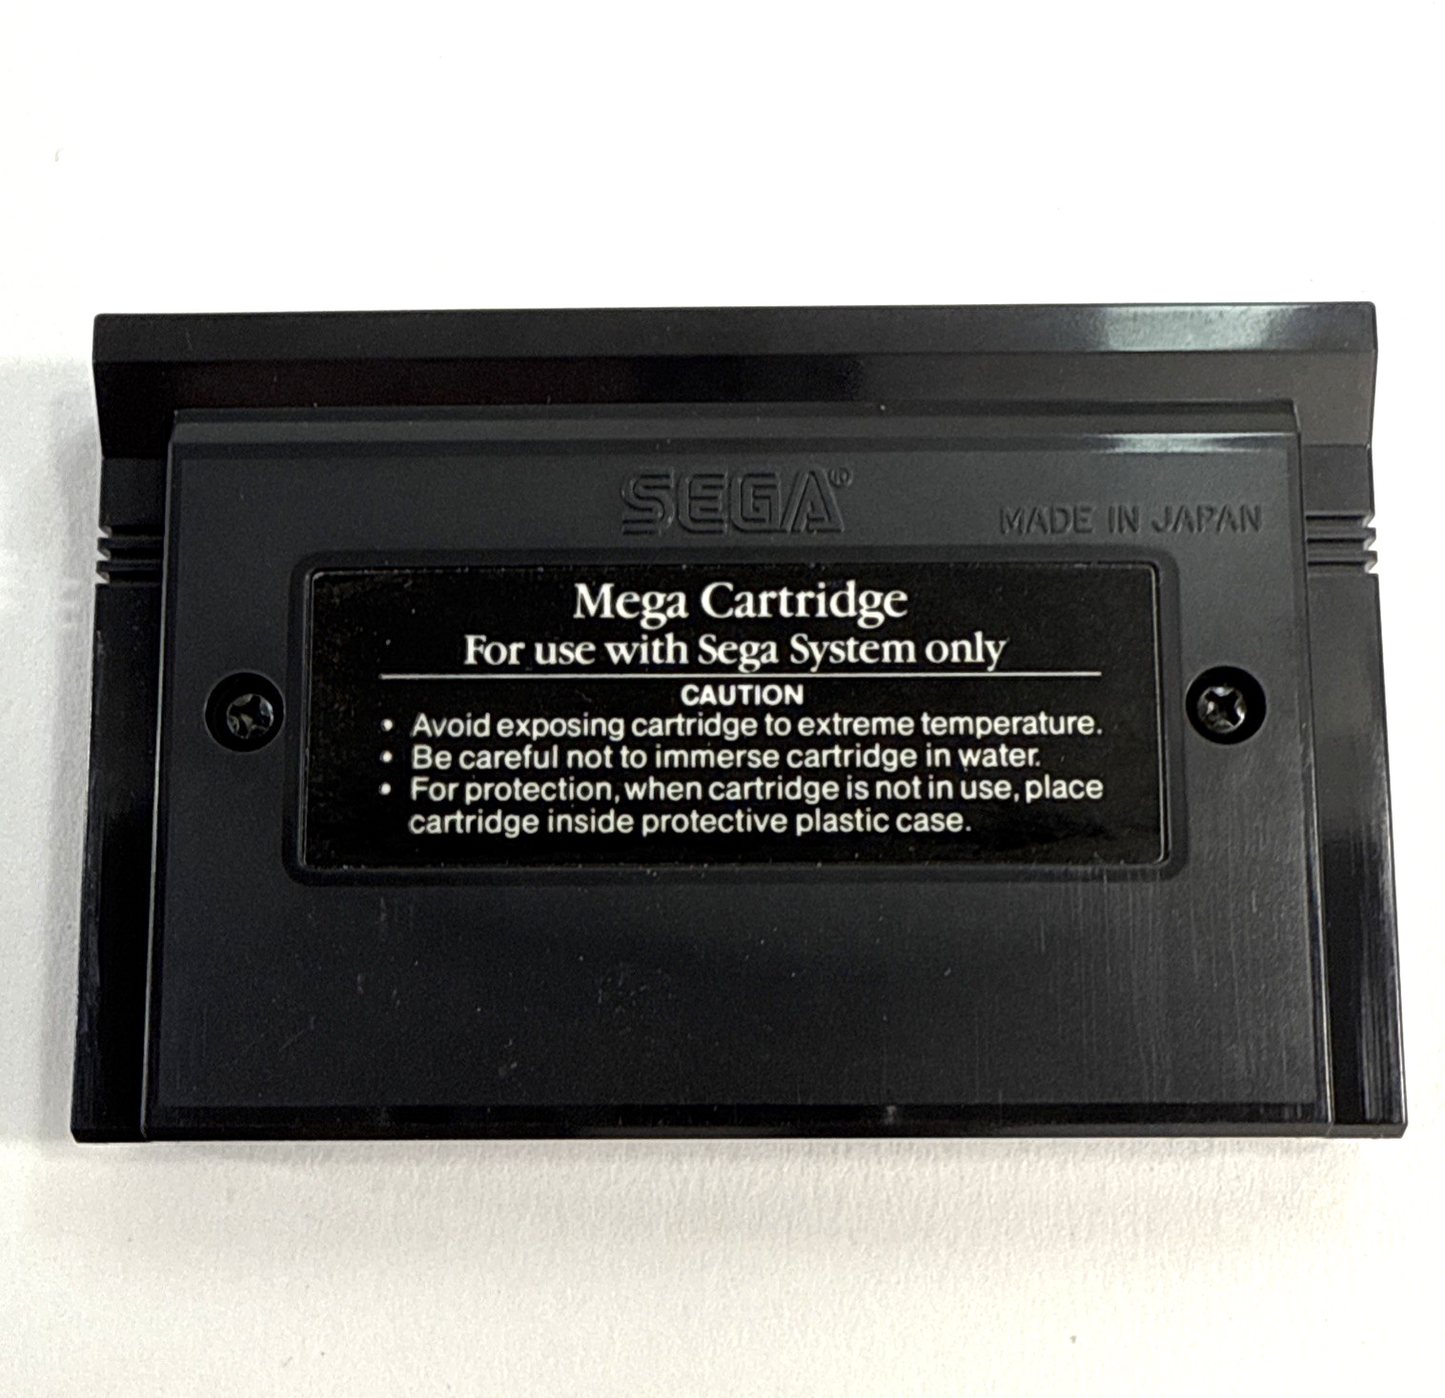 SEGA®
MADE IN JAPAN
Mega Cartridge
For use with Sega System only
CAUTION
• Avoid exposing cartridge to extreme temperature.
• Be careful not to immerse cartridge in water.
• For protection, when cartridge is not in use, place
cartridge inside protective plastic case.